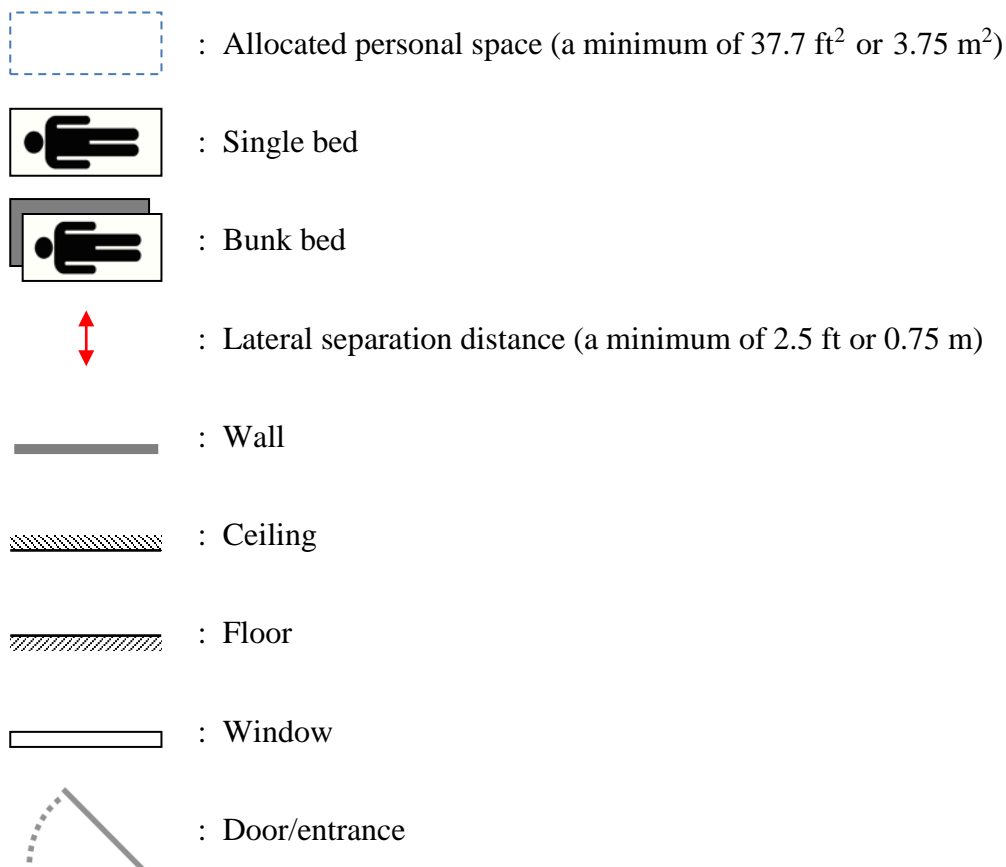 : Allocated personal space (a minimum of 37.7 ft² or 3.75 m²)
: Single bed
: Bunk bed
: Lateral separation distance (a minimum of 2.5 ft or 0.75 m)
: Wall
: Ceiling
: Floor
: Window
: Door/entrance